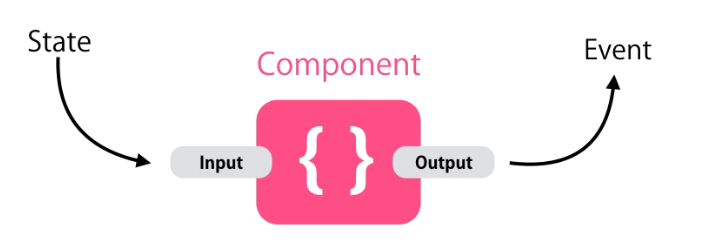 State
Component
Event
Input
{ }
Output